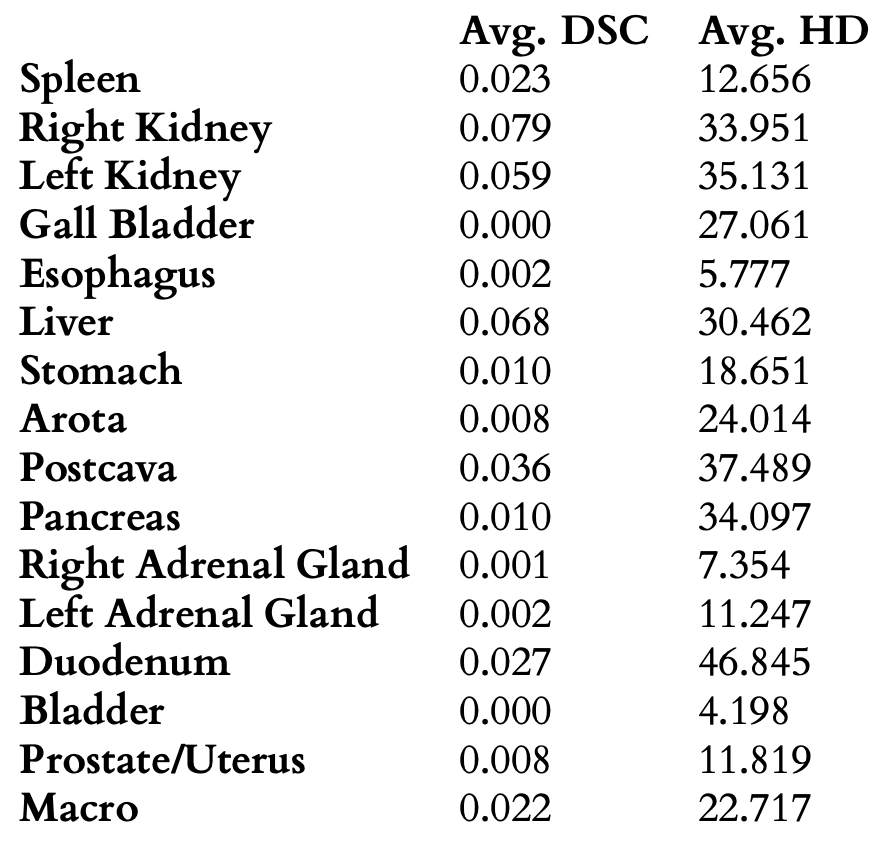 Avg. DSC Avg. HD
Spleen 0.023 12.656
Right Kidney 0.079 33.951
Left Kidney 0.059 35.131
Gall Bladder 0.000 27.061
Esophagus 0.002 5.777
Liver 0.068 30.462
Stomach 0.010 18.651
Arota 0.008 24.014
Postcava 0.036 37.489
Pancreas 0.010 34.097
Right Adrenal Gland 0.001 7.354
Left Adrenal Gland 0.002 11.247
Duodenum 0.027 46.845
Bladder 0.000 4.198
Prostate/Uterus 0.008 11.819
Macro 0.022 22.717